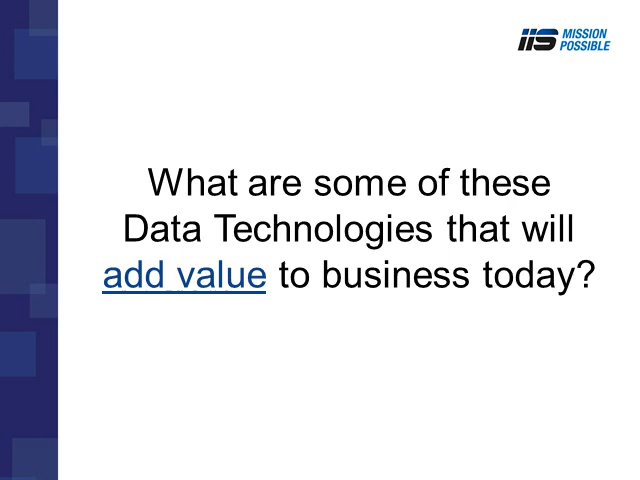 IIS MISSION
POSSIBLE
What are some of these
Data Technologies that will
add value to business today?